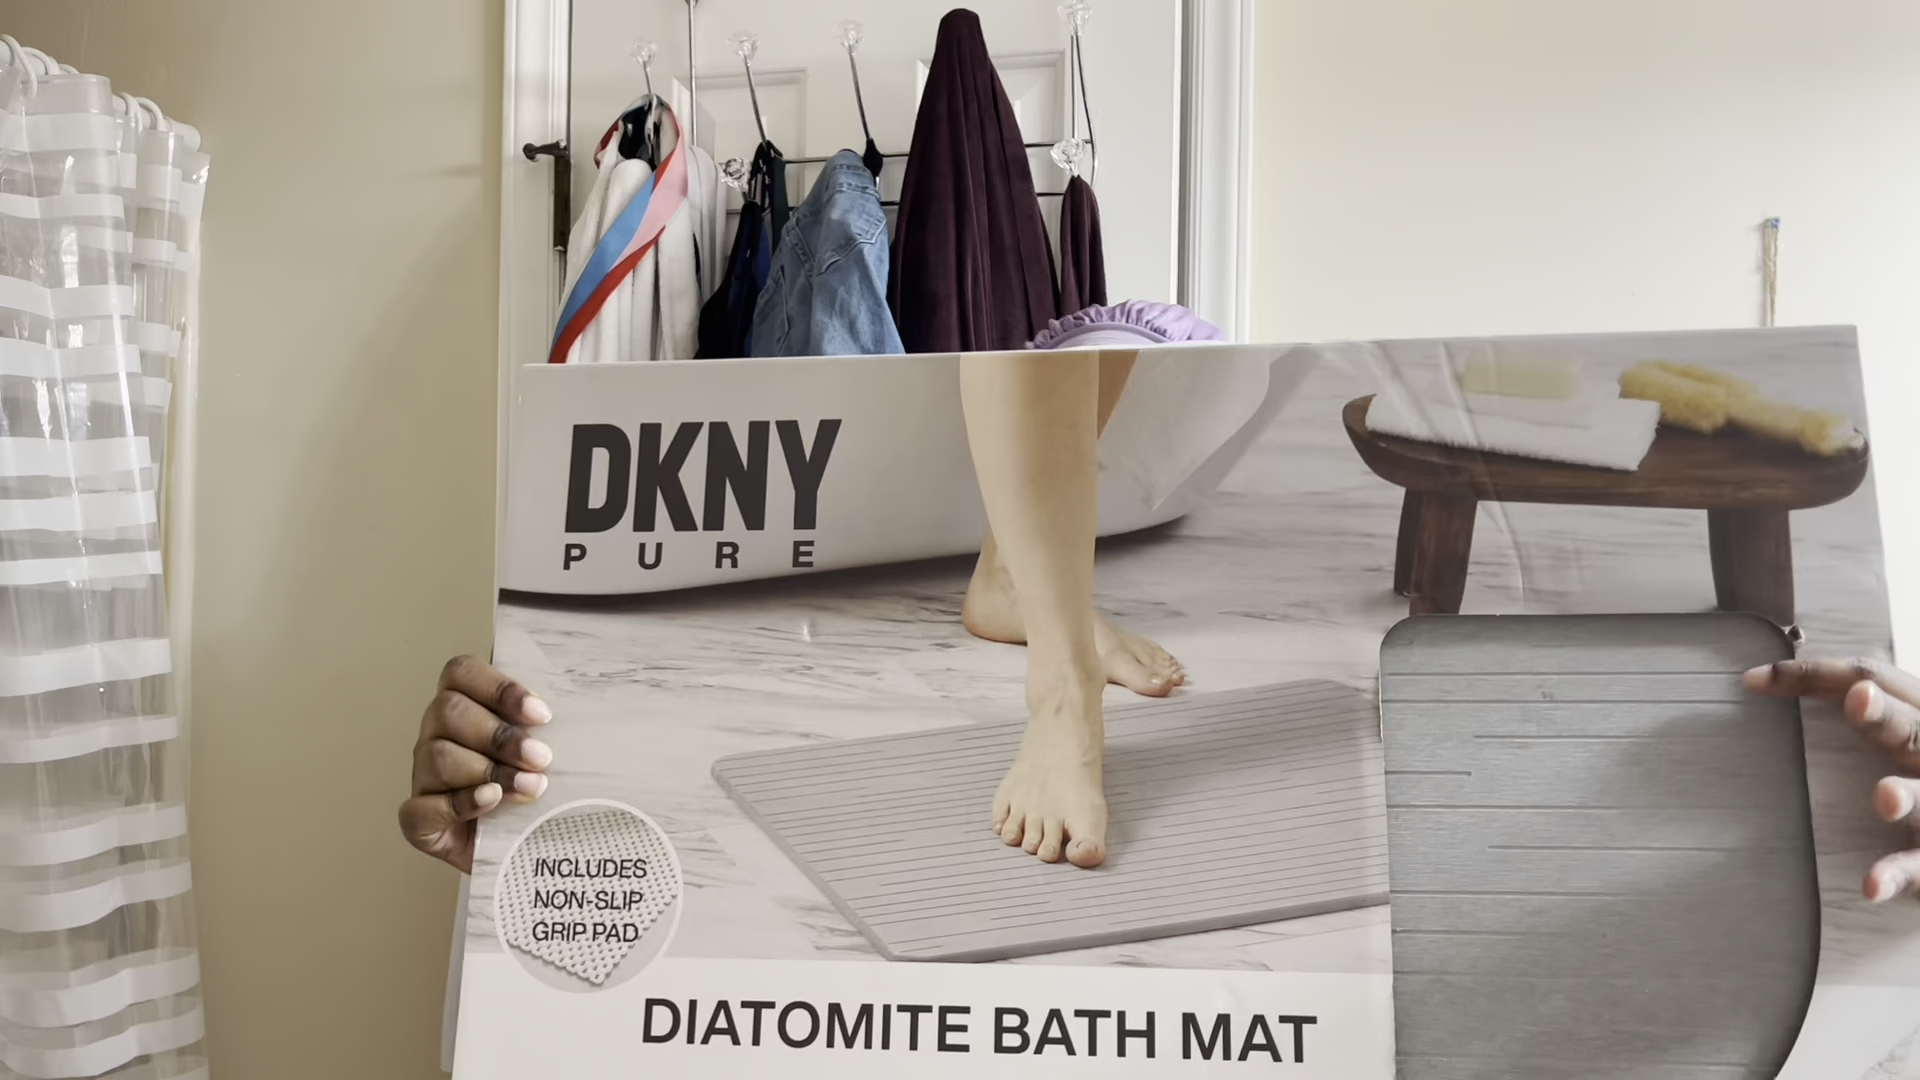 DKNY
PURE
INCLUDES
NON-SLIP
GRIP PAD
DIATOMITE BATH MAT